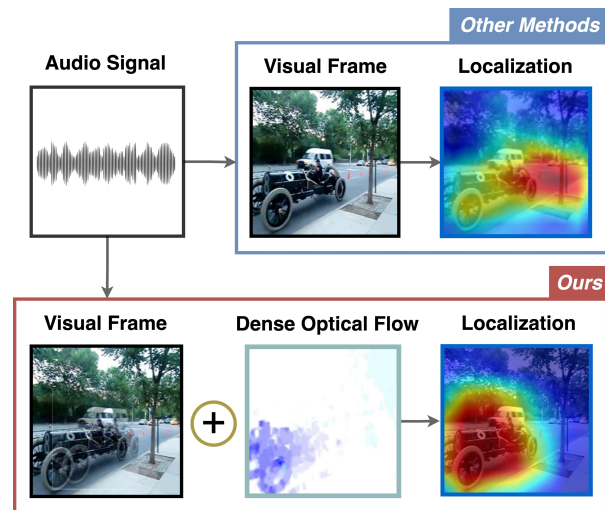 Other Methods
Audio Signal
Visual Frame
Localization
Ours
Visual Frame
Dense Optical Flow
Localization
+